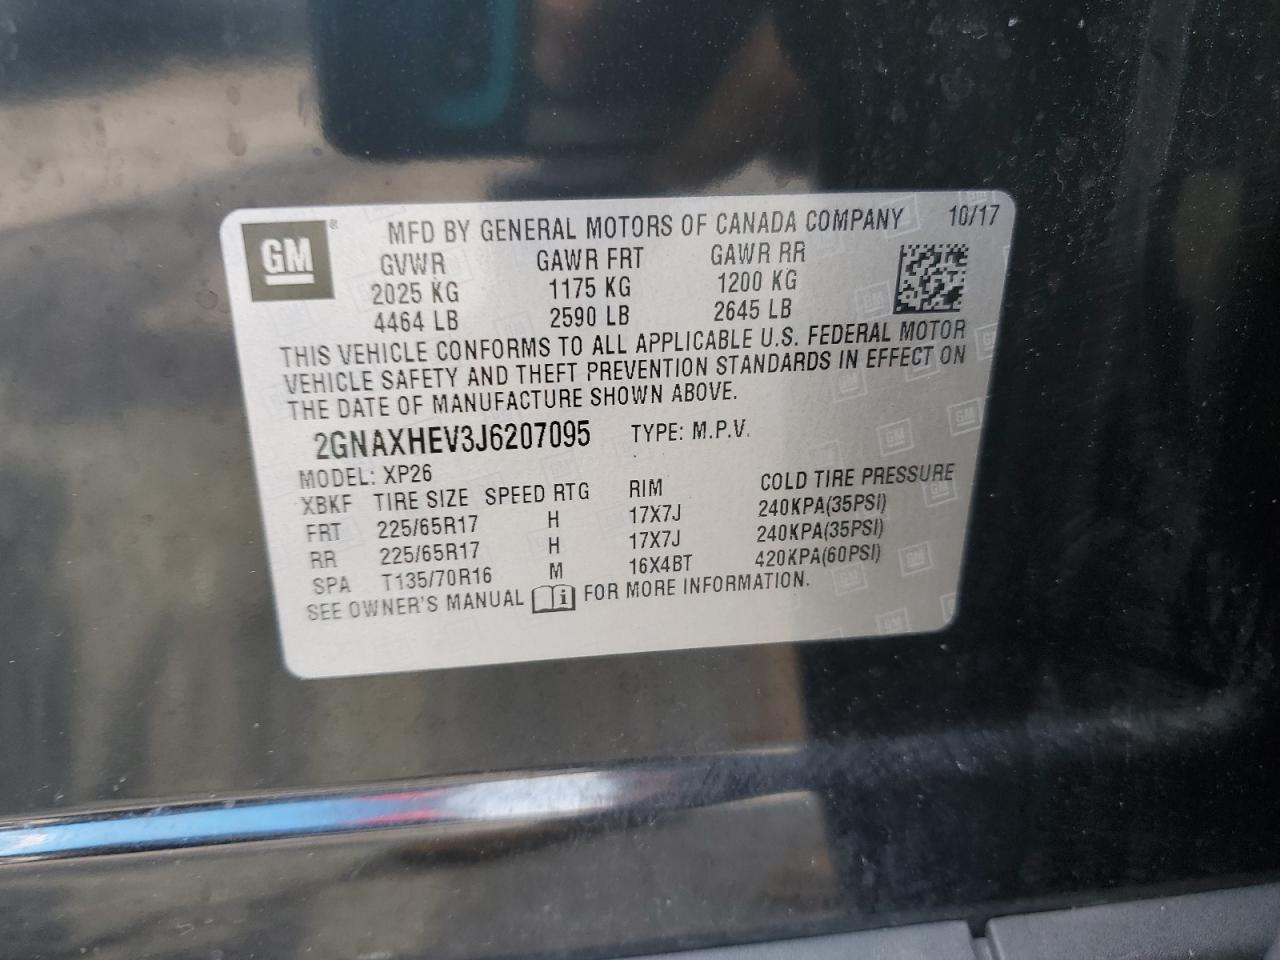 GM ® MFD BY GENERAL MOTORS OF CANADA COMPANY 10/17
GVWR GAWR FRT GAWR RR
2025 KG 1175 KG 1200 KG
4464 LB 2590 LB 2645 LB
THIS VEHICLE CONFORMS TO ALL APPLICABLE U.S. FEDERAL MOTOR
VEHICLE SAFETY AND THEFT PREVENTION STANDARDS IN EFFECT ON
THE DATE OF MANUFACTURE SHOWN ABOVE.
2GNAXHEV3J6207095 TYPE: M.P.V.
MODEL: XP26
XBKF TIRE SIZE SPEED RTG RIM COLD TIRE PRESSURE
FRT 225/65R17 H 17X7J 240KPA(35PSI)
RR 225/65R17 H 17X7J 240KPA(35PSI)
SPA T135/70R16 M 16X4BT 420KPA(60PSI)
SEE OWNER'S MANUAL i FOR MORE INFORMATION.